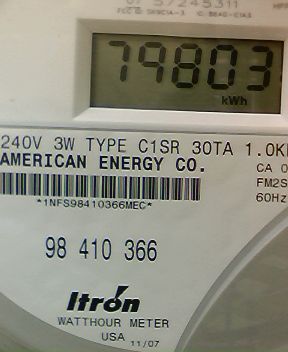 57245311
79803
kWh
240V 3W TYPE C1SR 30TA 1.0K
AMERICAN ENERGY CO.
CA 0
FM2S
60Hz
*1NFS98410366MEC*
98 410 366
Itron
WATTHOUR METER
USA 11/07